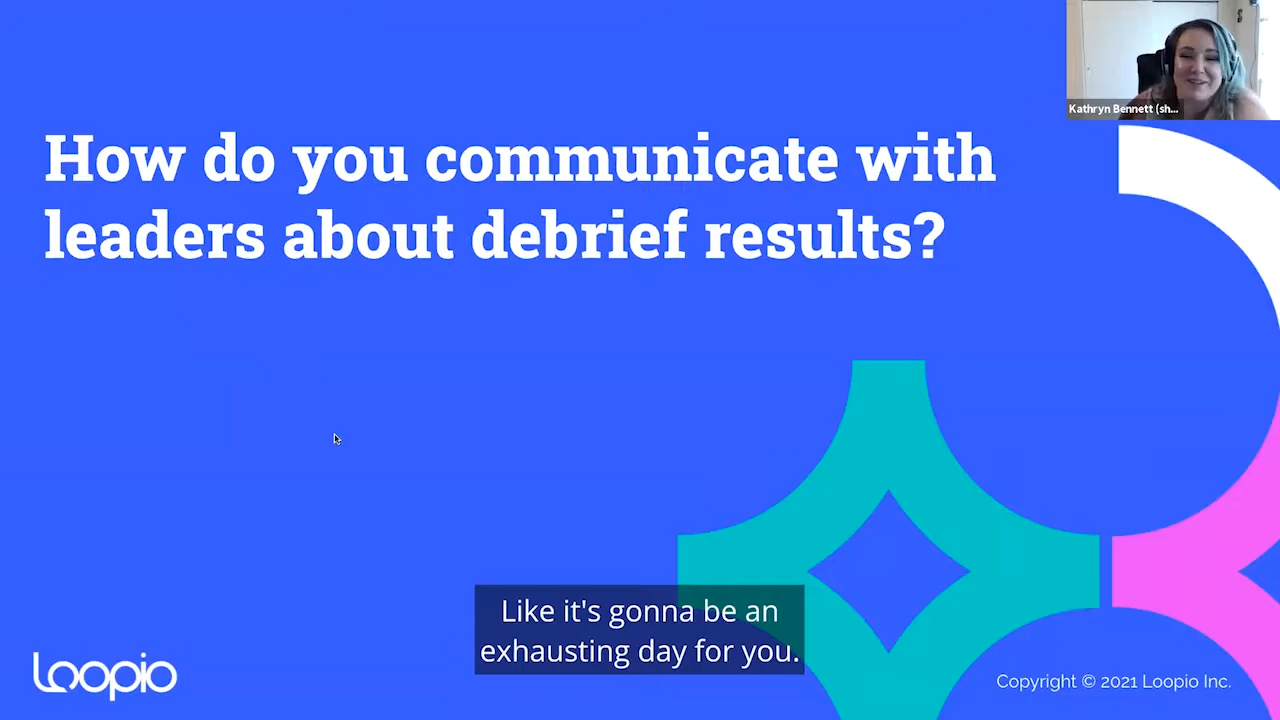 Kathryn Bennett (sh...
How do you communicate with
leaders about debrief results?
Like it's gonna be an
exhausting day for you.
Loopio
Copyright © 2021 Loopio Inc.